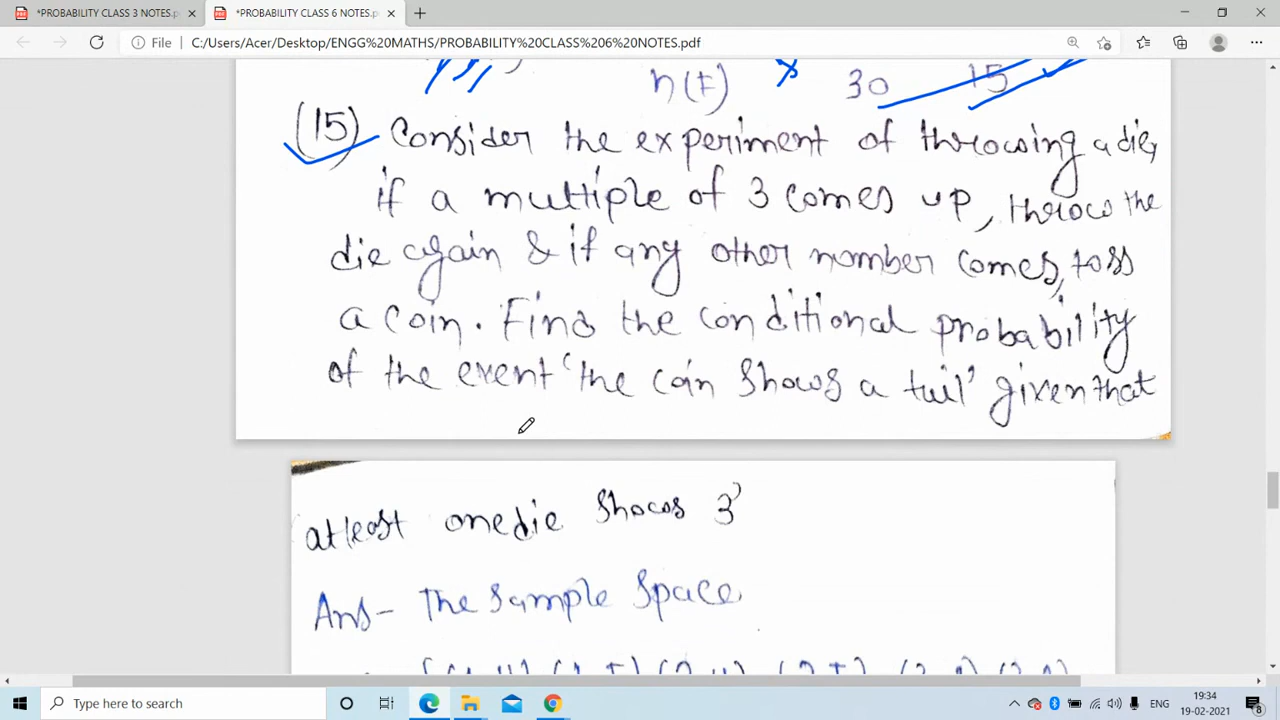 *PROBABILITY CLASS 3 NOTES.p
*PROBABILITY CLASS 6 NOTES.p
File
C:/Users/Acer/Desktop/ENGG%20MATHS/PROBABILITY%20CLASS%206%20NOTES.pdf
n(F) 30 15
(15) Consider the experiment of throwing a die,
if a multiple of 3 comes up, throw the
die again & if any other number comes, toss
a coin. Find the conditional probability
of the event 'the coin shows a tail' given that
atleast one die shows 3'
Ans- The sample space
Type here to search
ENG
19:34
19-02-2021
8